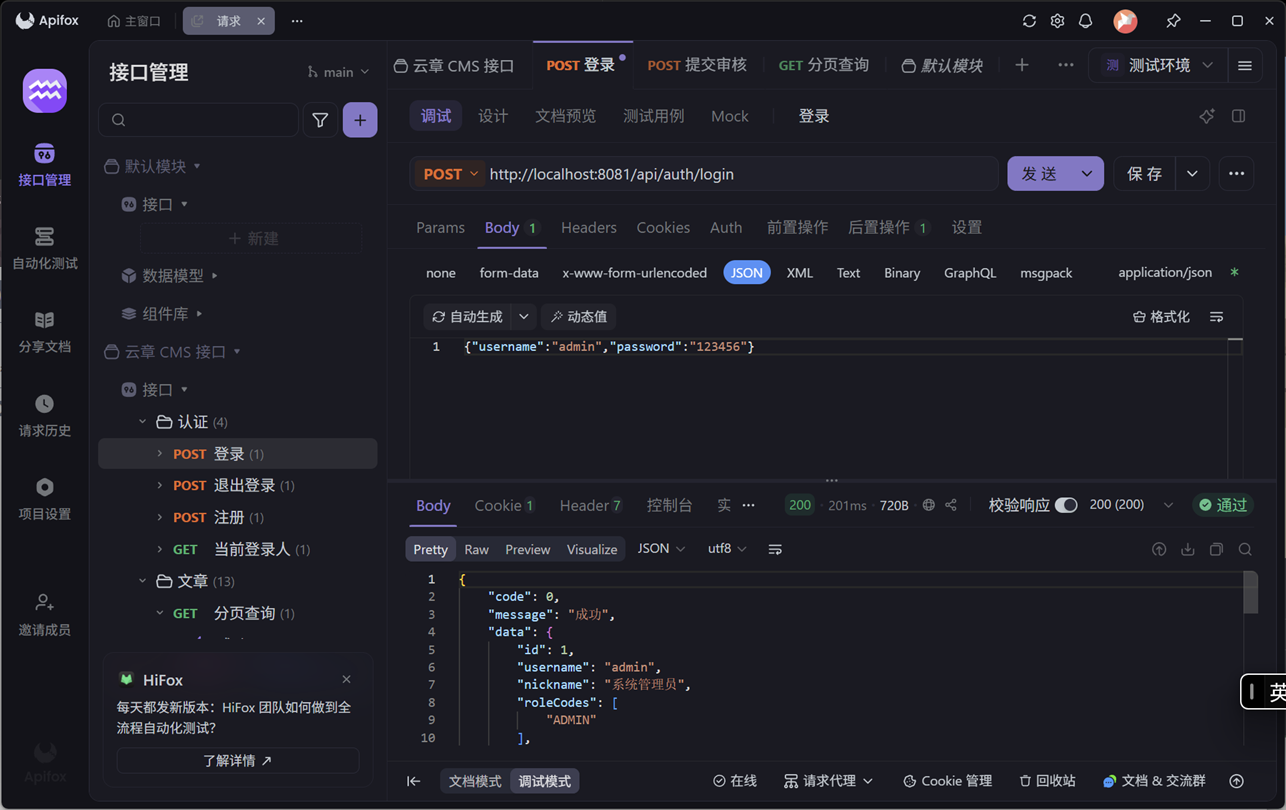 Apifox 主窗口 请求
接口管理 main
云章 CMS 接口 POST 登录 POST 提交审核 GET 分页查询 默认模块 测 测试环境
调试 设计 文档预览 测试用例 Mock 登录
POST http://localhost:8081/api/auth/login 发 送 保 存
Params Body 1 Headers Cookies Auth 前置操作 后置操作 1 设置
none form-data x-www-form-urlencoded JSON XML Text Binary GraphQL msgpack application/json *
自动生成 动态值 格式化
1 {"username":"admin","password":"123456"}
接口管理
自动化测试
分享文档
请求历史
项目设置
邀请成员
Apifox
默认模块
接口
新建
数据模型
组件库
云章 CMS 接口
接口
认证 (4)
POST 登录 (1)
POST 退出登录 (1)
POST 注册 (1)
GET 当前登录人 (1)
文章 (13)
GET 分页查询 (1)
HiFox
每天都发新版本：HiFox 团队如何做到全
流程自动化测试？
了解详情
Body Cookie 1 Header 7 控制台 实 200 201ms 720B 校验响应 200 (200) 通过
Pretty Raw Preview Visualize JSON utf8
1 {
2 "code": 0,
3 "message": "成功",
4 "data": {
5 "id": 1,
6 "username": "admin",
7 "nickname": "系统管理员",
8 "roleCodes": [
9 "ADMIN"
10 ],
英
文档模式 调试模式 在线 请求代理 Cookie 管理 回收站 文档 & 交流群